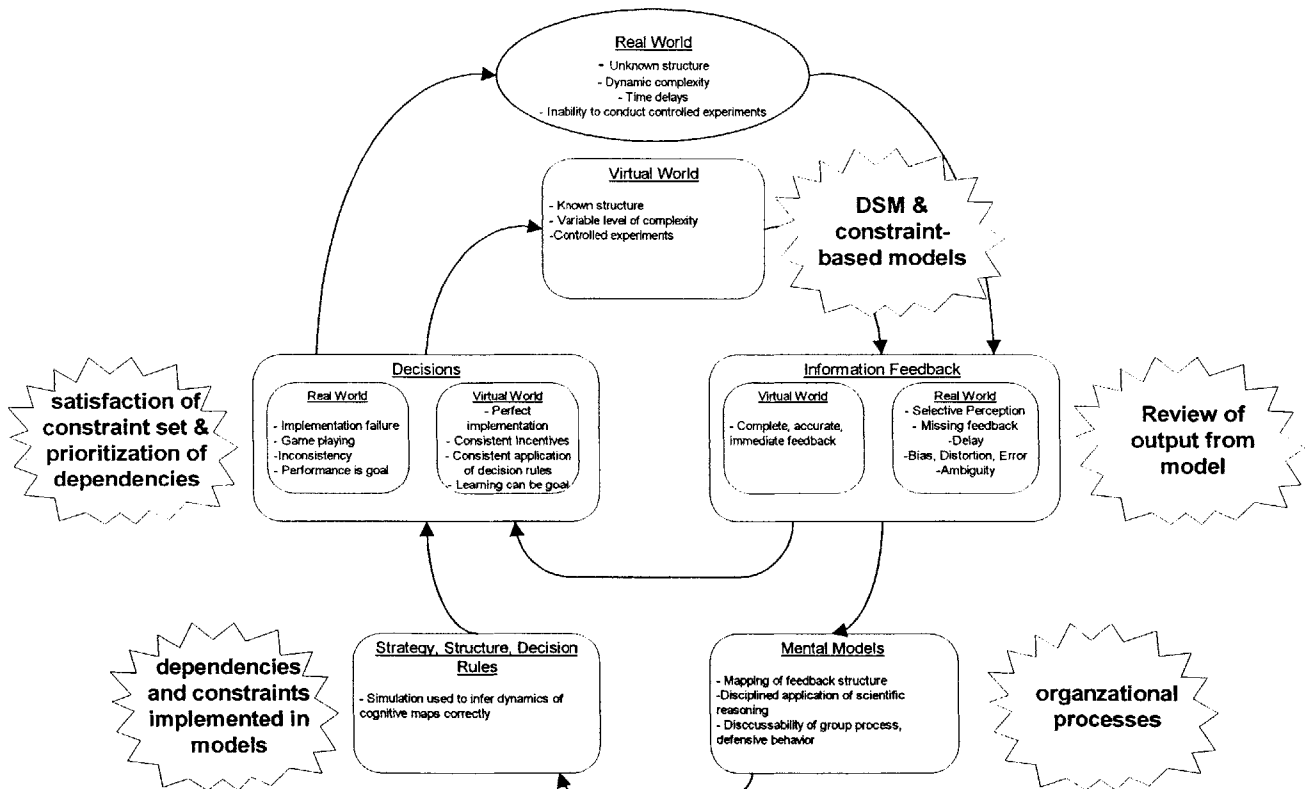 Real World
- Unknown structure
- Dynamic complexity
- Time delays
- Inability to conduct controlled experiments
Virtual World
- Known structure
- Variable level of complexity
-Controlled experiments
DSM &
constraint-
based models
satisfaction of
constraint set &
prioritization of
dependencies
Decisions
Real World
- Implementation failure
- Game playing
-Inconsistency
- Performance is goal
Virtual World
- Perfect
implementation
- Consistent Incentives
- Consistent application
of decision rules
- Learning can be goal
Information Feedback
Virtual World
- Complete, accurate,
immediate feedback
Real World
- Selective Perception
- Missing feedback
-Delay
-Bias, Distortion, Error
-Ambiguity
Review of
output from
model
dependencies
and constraints
implemented in
models
Strategy, Structure, Decision
Rules
- Simulation used to infer dynamics of
cognitive maps correctly
Mental Models
- Mapping of feedback structure
-Disciplined application of scientific
reasoning
- Disccussability of group process,
defensive behavior
organzational
processes